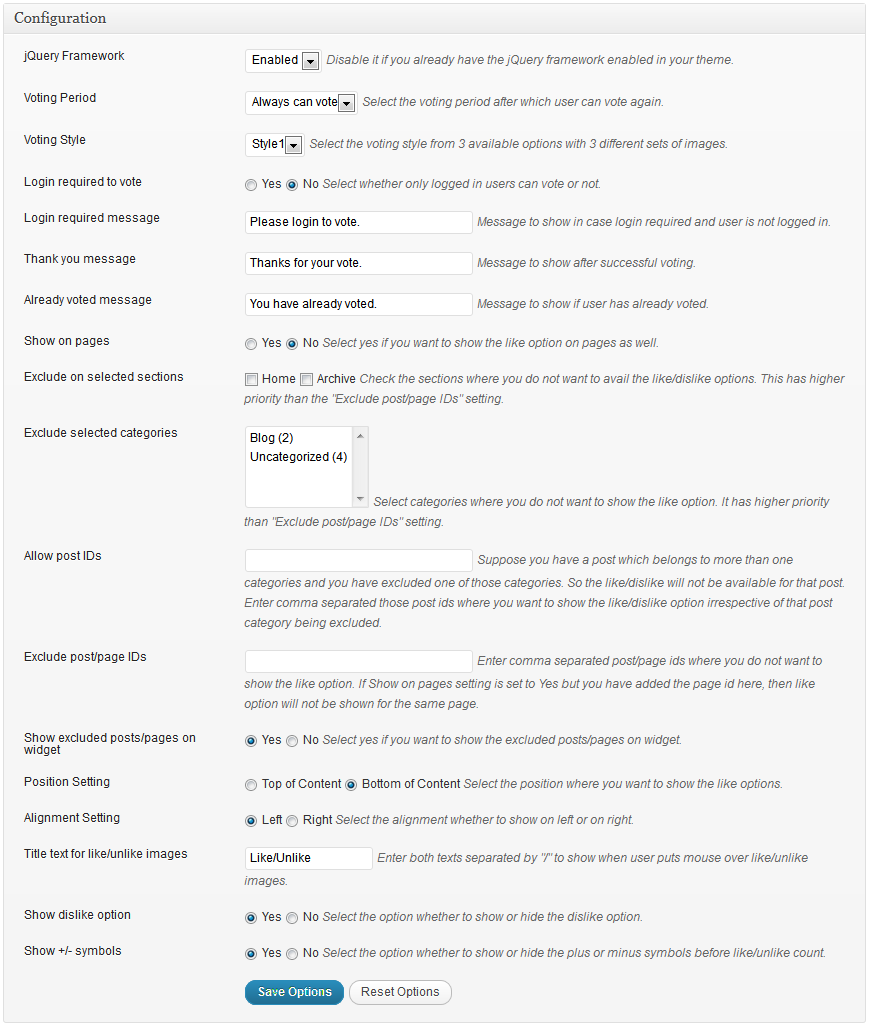 Configuration
jQuery Framework
Enabled Disable it if you already have the jQuery framework enabled in your theme.
Voting Period
Always can vote Select the voting period after which user can vote again.
Voting Style
Style1 Select the voting style from 3 available options with 3 different sets of images.
Login required to vote
Yes No Select whether only logged in users can vote or not.
Login required message
Please login to vote. Message to show in case login required and user is not logged in.
Thank you message
Thanks for your vote. Message to show after successful voting.
Already voted message
You have already voted. Message to show if user has already voted.
Show on pages
Yes No Select yes if you want to show the like option on pages as well.
Exclude on selected sections
Home Archive Check the sections where you do not want to avail the like/dislike options. This has higher
priority than the "Exclude post/page IDs" setting.
Exclude selected categories
Blog (2)
Uncategorized (4)
Select categories where you do not want to show the like option. It has higher priority
than "Exclude post/page IDs" setting.
Allow post IDs
Suppose you have a post which belongs to more than one
categories and you have excluded one of those categories. So the like/dislike will not be available for that post.
Enter comma separated those post ids where you want to show the like/dislike option irrespective of that post
category being excluded.
Exclude post/page IDs
Enter comma separated post/page ids where you do not want to
show the like option. If Show on pages setting is set to Yes but you have added the page id here, then like
option will not be shown for the same page.
Show excluded posts/pages on
widget
Yes No Select yes if you want to show the excluded posts/pages on widget.
Position Setting
Top of Content Bottom of Content Select the position where you want to show the like options.
Alignment Setting
Left Right Select the alignment whether to show on left or on right.
Title text for like/unlike images
Like/Unlike Enter both texts separated by "/" to show when user puts mouse over like/unlike
images.
Show dislike option
Yes No Select the option whether to show or hide the dislike option.
Show +/- symbols
Yes No Select the option whether to show or hide the plus or minus symbols before like/unlike count.
Save Options Reset Options